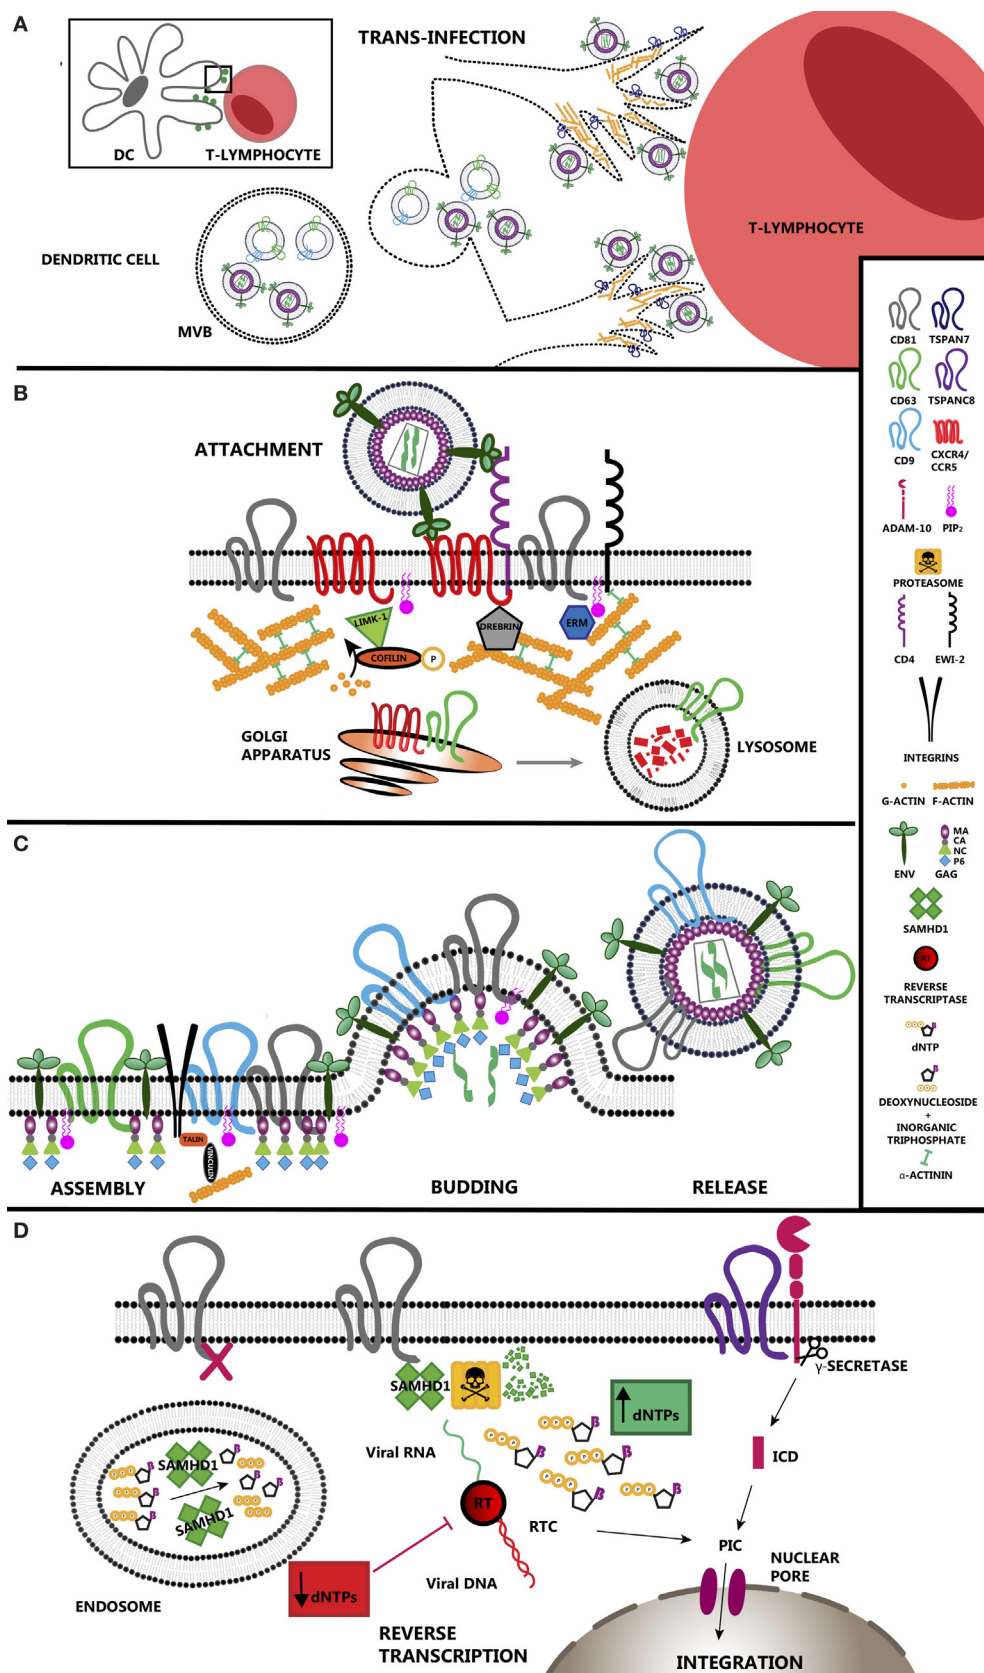 A
TRANS-INFECTION
DC
T-LYMPHOCYTE
T-LYMPHOCYTE
DENDRITIC CELL
MVB
CD81 TSPAN7
CD63 TSPANC8
CD9 CXCR4/
CCR5
ADAM-10 PIP₂
PROTEASOME
CD4 EWI-2
INTEGRINS
G-ACTIN F-ACTIN
MA
CA
NC
P6
ENV GAG
SAMHD1
RT
REVERSE
TRANSCRIPTASE
dNTP
DEOXYNUCLEOSIDE
+
INORGANIC
TRIPHOSPHATE
α-ACTININ
B
ATTACHMENT
LIMK-1
DREBRIN
ERM
COFILIN
P
GOLGI
APPARATUS
LYSOSOME
C
TALIN
VINCULIN
ASSEMBLY
BUDDING
RELEASE
D
γ-SECRETASE
SAMHD1
dNTPs
Viral RNA
ICD
SAMHD1
SAMHD1
RT
RTC
PIC
NUCLEAR
PORE
dNTPs
Viral DNA
ENDOSOME
REVERSE
TRANSCRIPTION
INTEGRATION